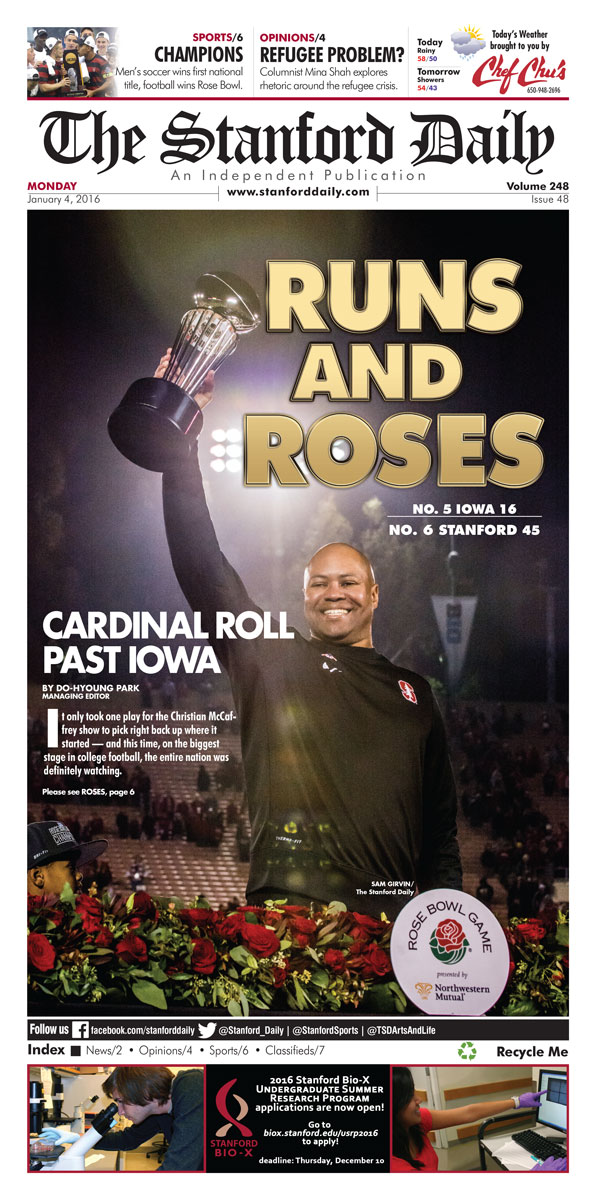 SPORTS/6
CHAMPIONS
Men's soccer wins first national
title, football wins Rose Bowl.
OPINIONS/4
REFUGEE PROBLEM?
Columnist Mina Shah explores
rhetoric around the refugee crisis.
Today
Rainy
58/50
Tomorrow
Showers
54/43
Today's Weather
brought to you by
Chef Chu's
650-948-2696
The Stanford Daily
An Independent Publication
MONDAY
January 4, 2016
www.stanforddaily.com
Volume 248
Issue 48
RUNS
AND
ROSES
NO. 5 IOWA 16
NO. 6 STANFORD 45
CARDINAL ROLL
PAST IOWA
BY DO-HYOUNG PARK
MANAGING EDITOR
It only took one play for the Christian McCaf-
frey show to pick right back up where it
started — and this time, on the biggest
stage in college football, the entire nation was
definitely watching.
Please see ROSES, page 6
THERMA-FIT
SAM GIRVIN/
The Stanford Daily
ROSE BOWL GAME
presented by
Northwestern
Mutual
Follow us facebook.com/stanforddaily @Stanford_Daily | @StanfordSports | @TSDArtsAndLife
Index News/2 • Opinions/4 • Sports/6 • Classifieds/7
Recycle Me
STANFORD
BIO-X
2016 Stanford Bio-X
Undergraduate Summer
Research Program
applications are now open!
Go to
biox.stanford.edu/usrp2016
to apply!
deadline: Thursday, December 10